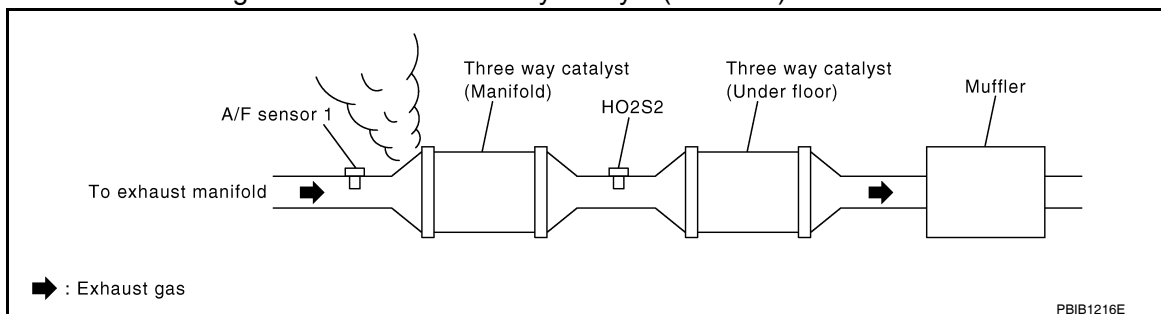 Three way catalyst
(Manifold)
Three way catalyst
(Under floor)
Muffler
A/F sensor 1
HO2S2
To exhaust manifold
: Exhaust gas
PBIB1216E